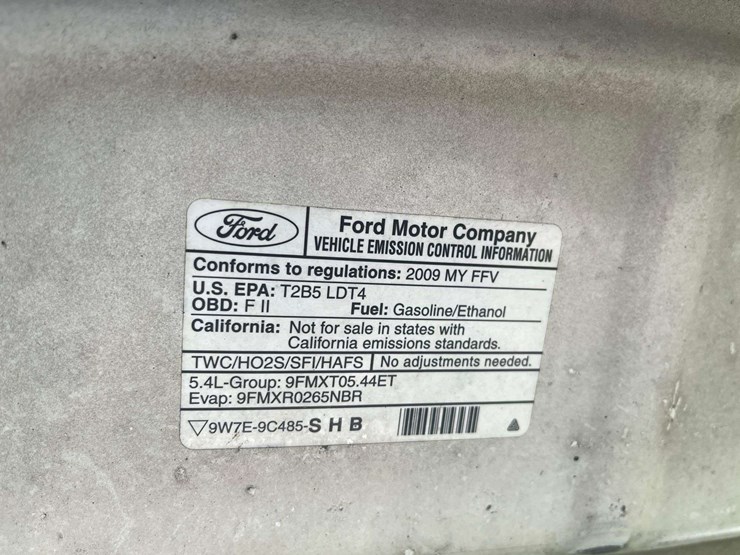 Ford
Ford Motor Company
VEHICLE EMISSION CONTROL INFORMATION
Conforms to regulations: 2009 MY FFV
U.S. EPA: T2B5 LDT4
OBD: F II Fuel: Gasoline/Ethanol
California: Not for sale in states with
California emissions standards.
TWC/HO2S/SFI/HAFS No adjustments needed.
5.4L-Group: 9FMXT05.44ET
Evap: 9FMXR0265NBR
▽9W7E-9C485-S H B